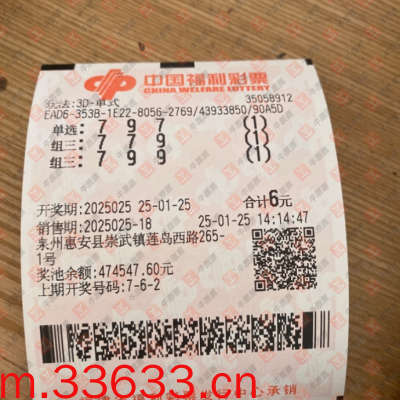 中国福利彩票
CHINA WELFARE LOTTERY
玩法:3D-单式 35058912
EAD6-353B-1E22-8056-2769/43933850/90A5D
单选: 7 9 7 (1)
组三: 7 7 9 (1)
组三: 7 9 9 (1)
开奖期:2025025 25-01-25 合计6元
销售期:2025025-18 25-01-25 14:14:47
泉州惠安县崇武镇莲岛西路265-
1号
奖池余额:474547.60元
上期开奖号码:7-6-2
m.33633.cn
中心承销